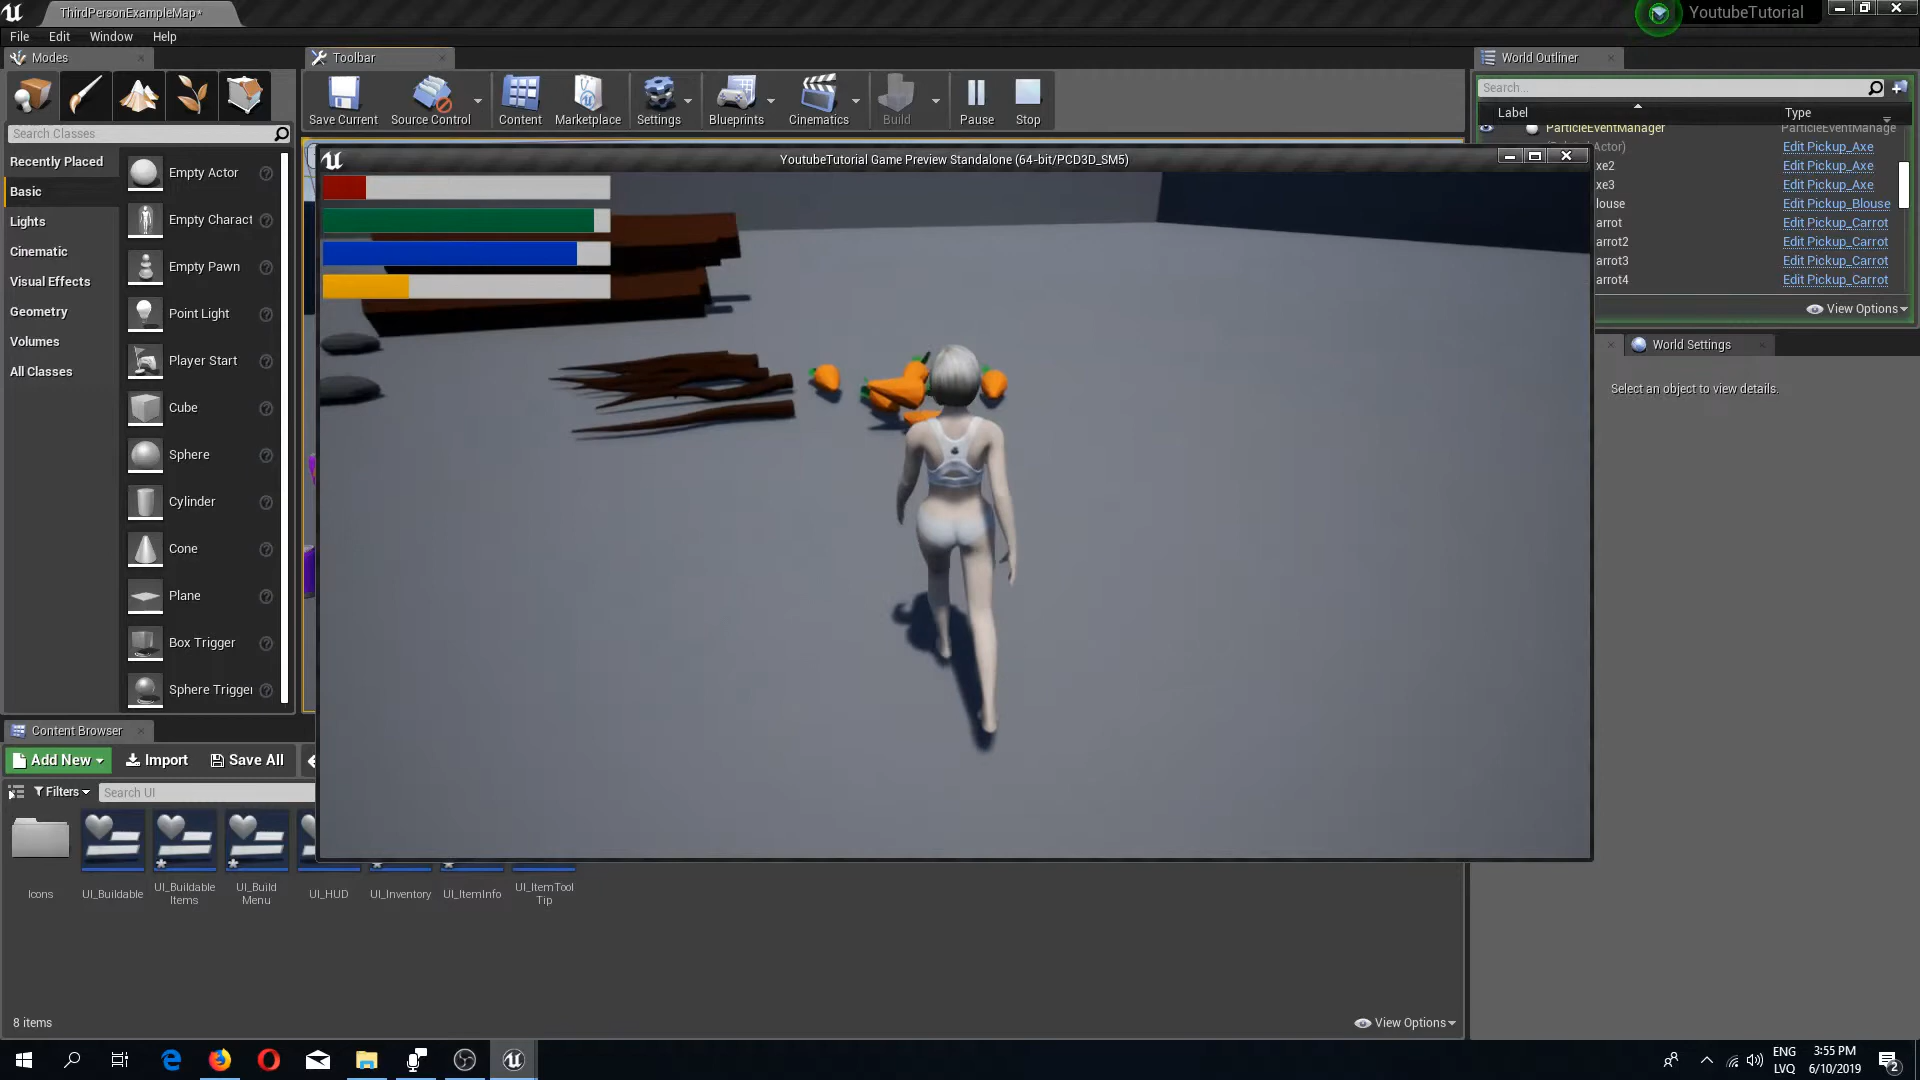 ThirdPersonExampleMap*
YoutubeTutorial
File Edit Window Help
Modes
Toolbar
World Outliner
Save Current
Source Control
Content
Marketplace
Settings
Blueprints
Cinematics
Build
Pause
Stop
Search...
Label
Type
Search Classes
Recently Placed
Basic
Lights
Cinematic
Visual Effects
Geometry
Volumes
All Classes
Empty Actor
Empty Charact
Empty Pawn
Point Light
Player Start
Cube
Sphere
Cylinder
Cone
Plane
Box Trigger
Sphere Trigger
YoutubeTutorial Game Preview Standalone (64-bit/PCD3D_SM5)
ParticleEventManager ParticleEventManage
Actor) Edit Pickup_Axe
xe2 Edit Pickup_Axe
xe3 Edit Pickup_Axe
louse Edit Pickup_Blouse
arrot Edit Pickup_Carrot
arrot2 Edit Pickup_Carrot
arrot3 Edit Pickup_Carrot
arrot4 Edit Pickup_Carrot
View Options
World Settings
Select an object to view details.
Content Browser
Add New Import Save All
Filters Search UI
Icons
UI_Buildable
UI_Buildable
Items
UI_Build
Menu
UI_HUD
UI_Inventory
UI_ItemInfo
UI_ItemTool
Tip
8 items
View Options
ENG
LVQ
3:55 PM
6/10/2019
2